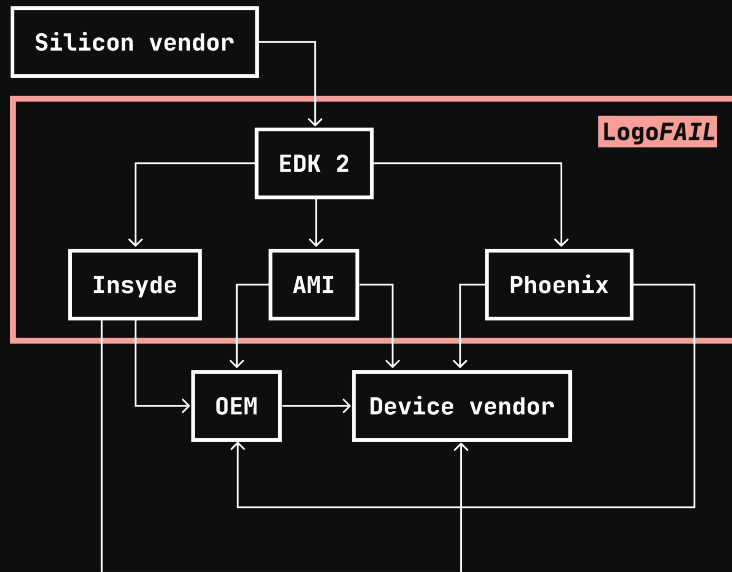 Silicon vendor
LogoFAIL
EDK 2
Insyde
AMI
Phoenix
OEM
Device vendor